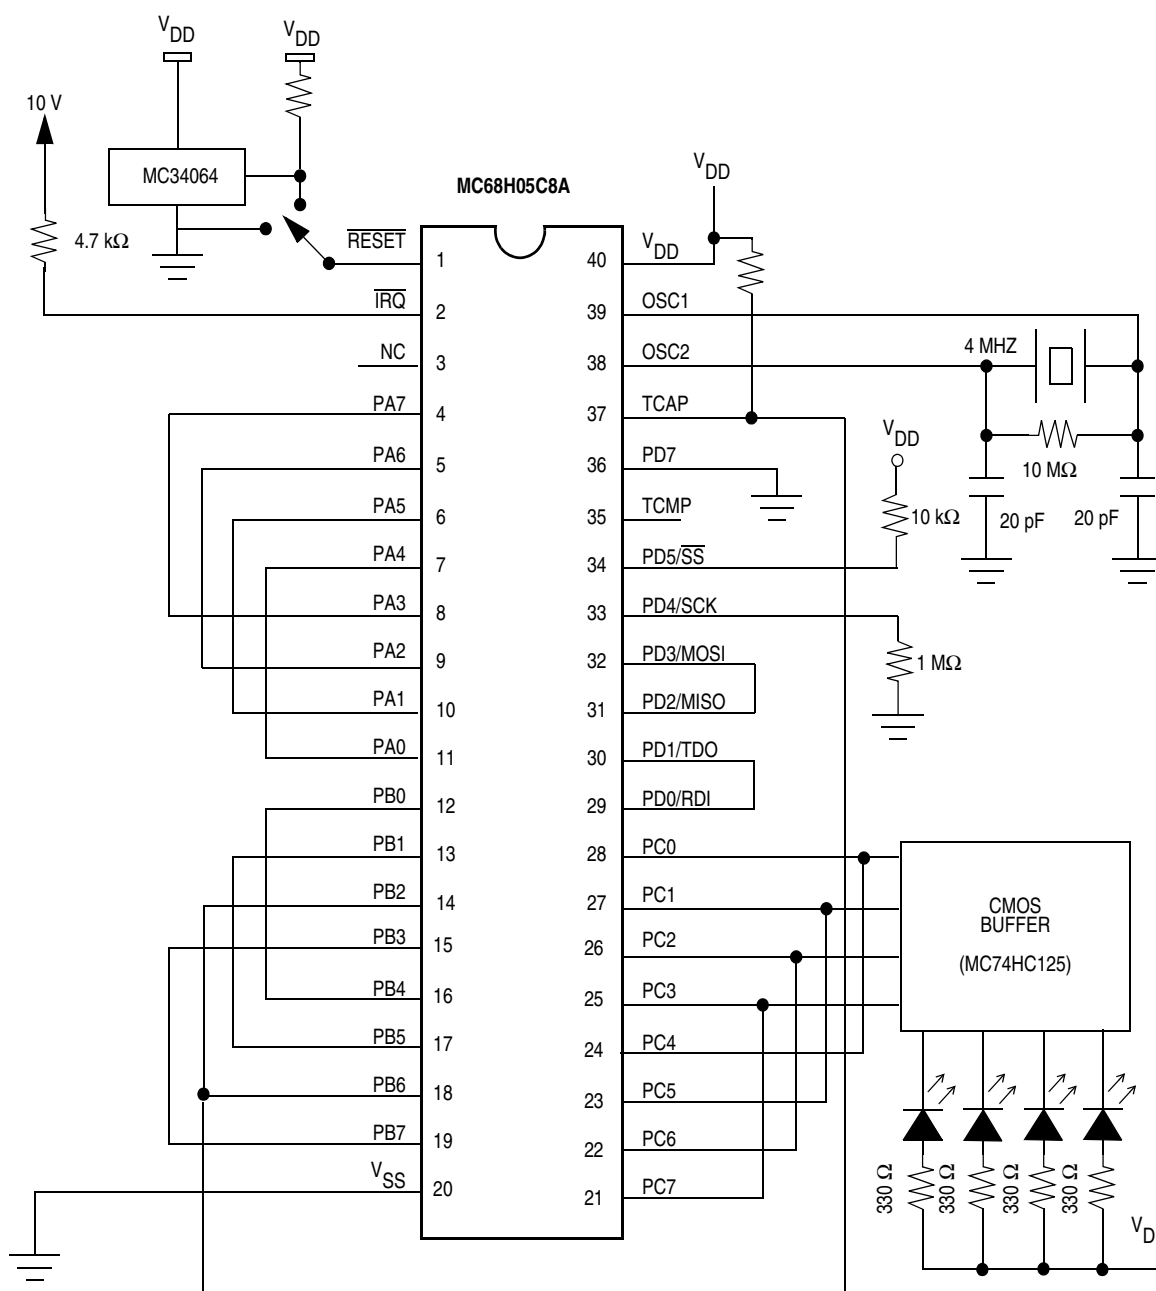 VDD
VDD
10 V
MC34064
4.7 kΩ
MC68H05C8A
VDD
RESET
1
40
VDD
IRQ
2
39
OSC1
NC
3
38
OSC2
4 MHZ
PA7
4
37
TCAP
VDD
PA6
5
36
PD7
10 MΩ
PA5
6
35
TCMP
10 kΩ
20 pF
20 pF
PA4
7
34
PD5/SS
PA3
8
33
PD4/SCK
PA2
9
32
PD3/MOSI
1 MΩ
PA1
10
31
PD2/MISO
PA0
11
30
PD1/TDO
PB0
12
29
PD0/RDI
PB1
13
28
PC0
PB2
14
27
PC1
CMOS
BUFFER
(MC74HC125)
PB3
15
26
PC2
PB4
16
25
PC3
PB5
17
24
PC4
PB6
18
23
PC5
PB7
19
22
PC6
VSS
20
21
PC7
330 Ω
330 Ω
330 Ω
330 Ω
VD